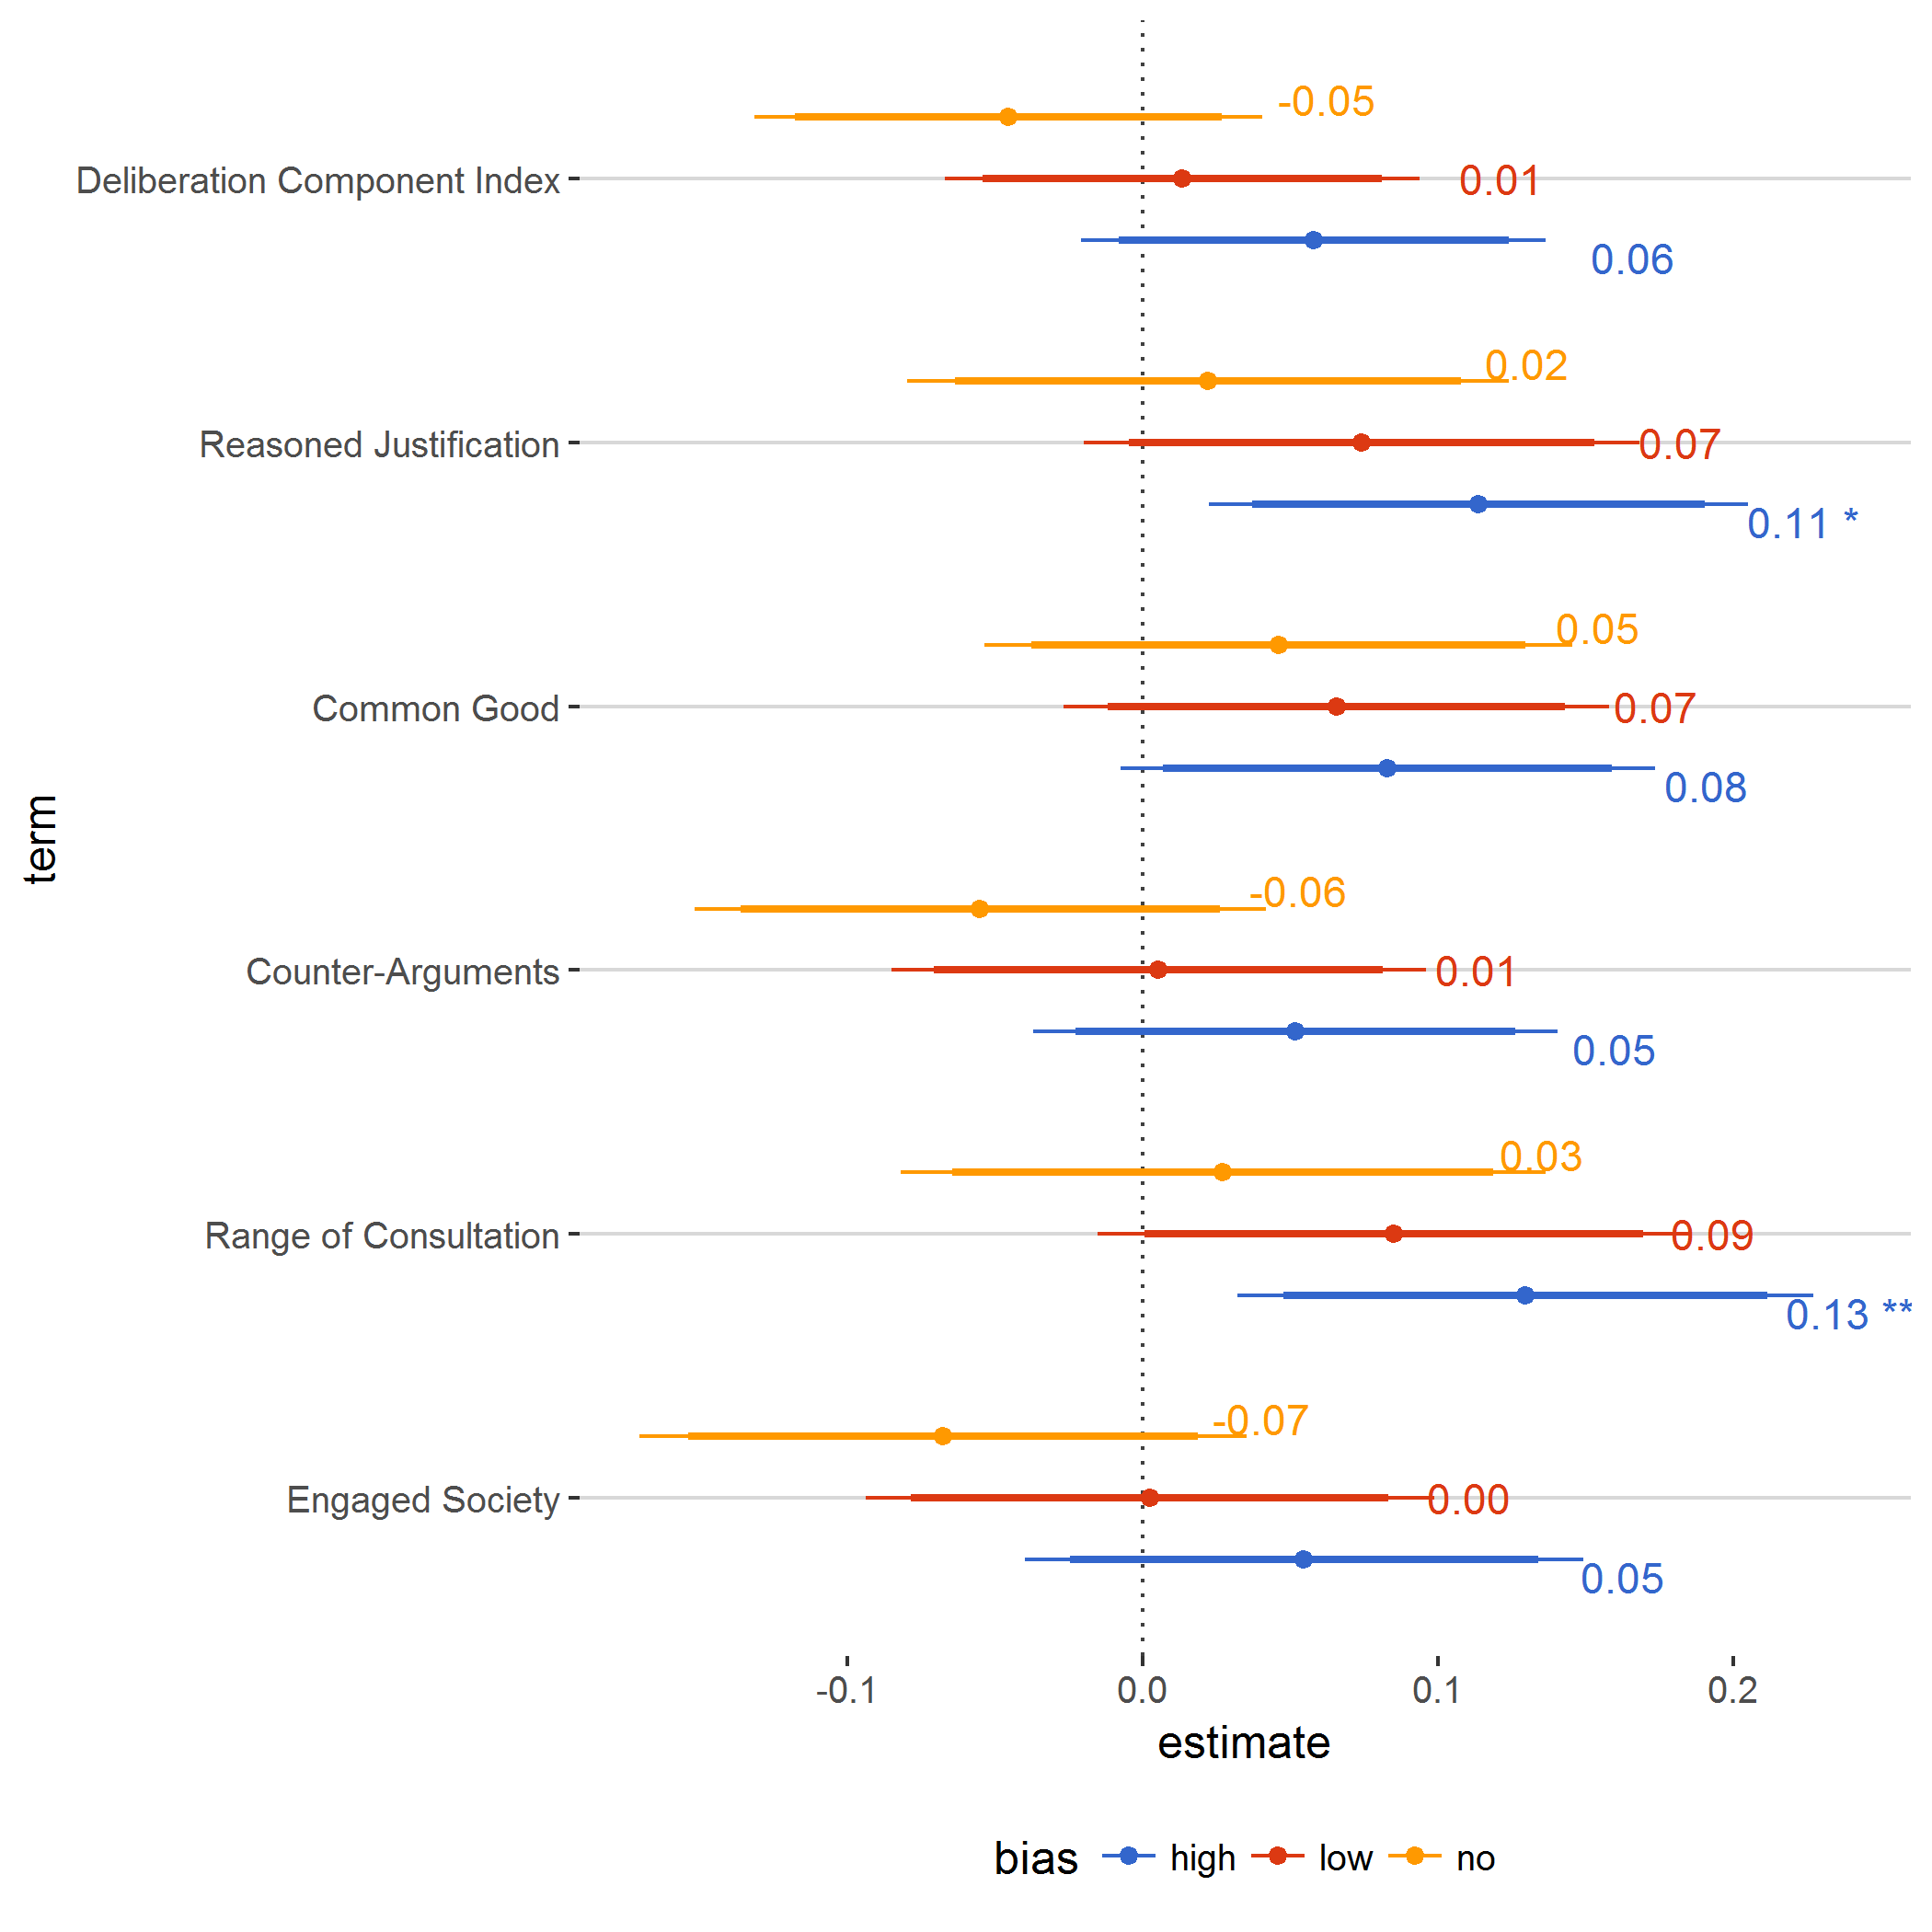 -0.05
Deliberation Component Index
0.01
0.06
0.02
Reasoned Justification
0.07
0.11 *
0.05
Common Good
0.07
0.08
term
-0.06
Counter-Arguments
0.01
0.05
0.03
Range of Consultation
0.09
0.13 **
-0.07
Engaged Society
0.00
0.05
-0.1 0.0 0.1 0.2
estimate
bias high low no